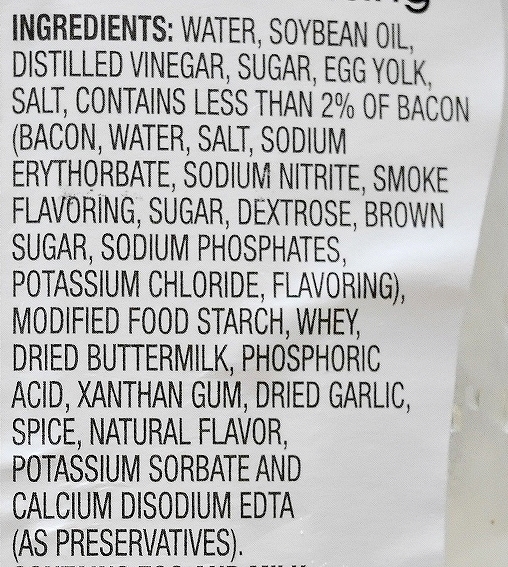 INGREDIENTS: WATER, SOYBEAN OIL,
DISTILLED VINEGAR, SUGAR, EGG YOLK,
SALT, CONTAINS LESS THAN 2% OF BACON
(BACON, WATER, SALT, SODIUM
ERYTHORBATE, SODIUM NITRITE, SMOKE
FLAVORING, SUGAR, DEXTROSE, BROWN
SUGAR, SODIUM PHOSPHATES,
POTASSIUM CHLORIDE, FLAVORING),
MODIFIED FOOD STARCH, WHEY,
DRIED BUTTERMILK, PHOSPHORIC
ACID, XANTHAN GUM, DRIED GARLIC,
SPICE, NATURAL FLAVOR,
POTASSIUM SORBATE AND
CALCIUM DISODIUM EDTA
(AS PRESERVATIVES).